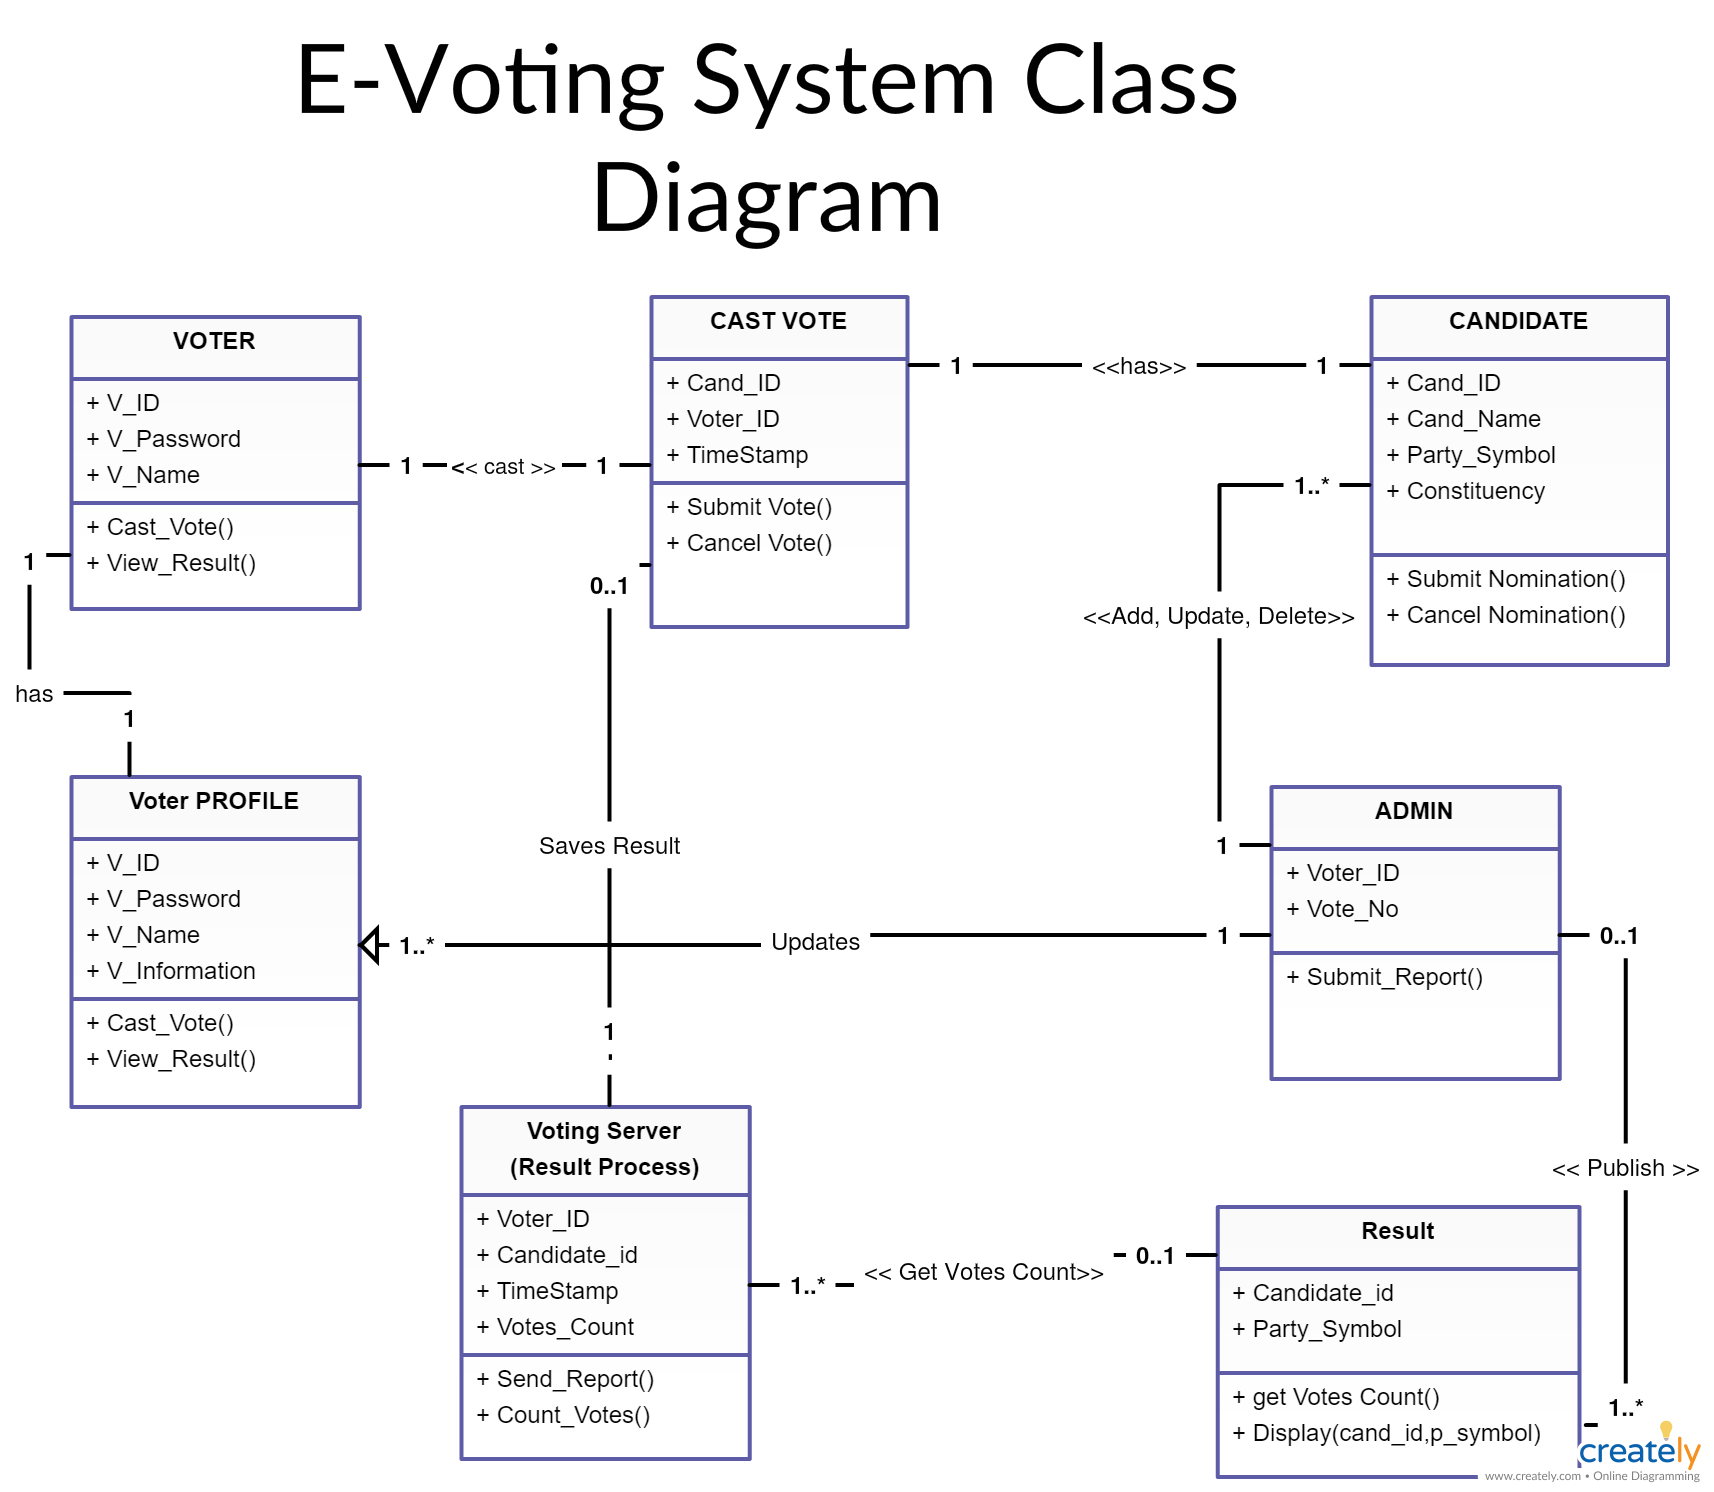 E-Voting System Class
Diagram
VOTER
+ V_ID
+ V_Password
+ V_Name
+ Cast_Vote()
+ View_Result()
1
<< cast >>
1
CAST VOTE
+ Cand_ID
+ Voter_ID
+ TimeStamp
+ Submit Vote()
+ Cancel Vote()
1
<<has>>
1
CANDIDATE
+ Cand_ID
+ Cand_Name
+ Party_Symbol
+ Constituency
+ Submit Nomination()
+ Cancel Nomination()
1
has
1
0..1
Saves Result
1
1..*
<<Add, Update, Delete>>
1
Voter PROFILE
+ V_ID
+ V_Password
+ V_Name
+ V_Information
+ Cast_Vote()
+ View_Result()
1..*
Updates
1
ADMIN
+ Voter_ID
+ Vote_No
+ Submit_Report()
0..1
<< Publish >>
1..*
Voting Server
(Result Process)
+ Voter_ID
+ Candidate_id
+ TimeStamp
+ Votes_Count
+ Send_Report()
+ Count_Votes()
1..*
<< Get Votes Count>>
0..1
Result
+ Candidate_id
+ Party_Symbol
+ get Votes Count()
+ Display(cand_id,p_symbol)
creately
www.creately.com • Online Diagramming